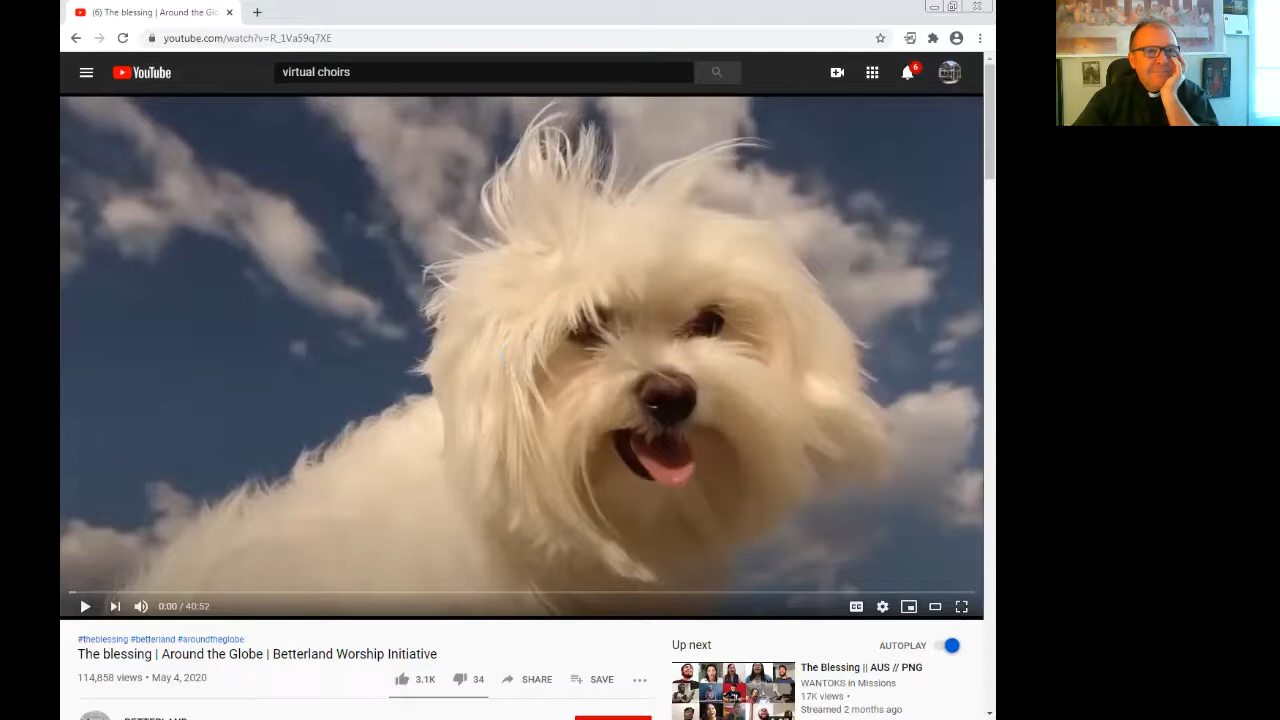 (6) The blessing | Around the Glo
youtube.com/watch?v=R_1Va59q7XE
YouTube
virtual choirs
6
0:00 / 40:52
CC
#theblessing #betterland #aroundtheglobe
The blessing | Around the Globe | Betterland Worship Initiative
114,858 views • May 4, 2020
3.1K
34
SHARE
SAVE
BETTERLAND
Up next
AUTOPLAY
The Blessing || AUS // PNG
WANTOKS in Missions
17K views •
Streamed 2 months ago